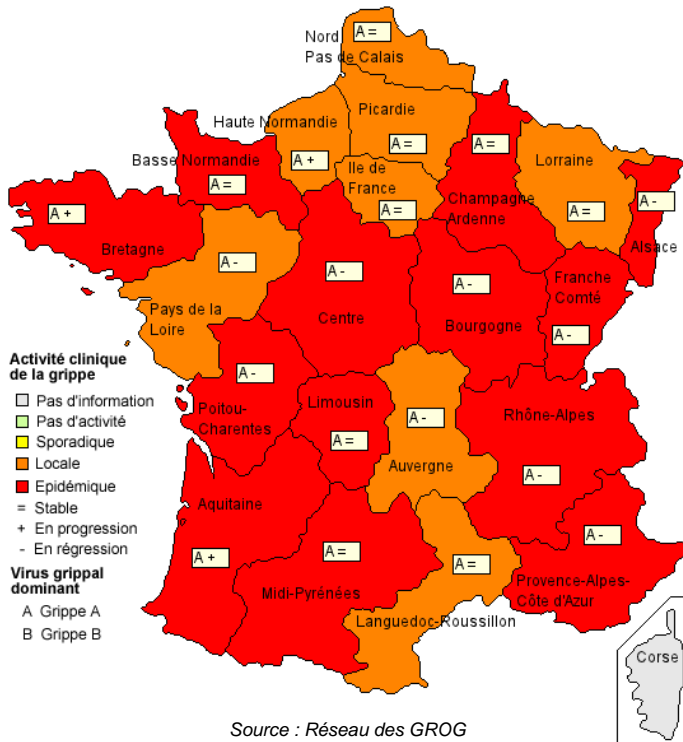 Nord
Pas de Calais
A =
Haute Normandie
A +
Picardie
A =
Basse Normandie
A =
Ile de
France
A =
Champagne
Ardenne
A =
Lorraine
A =
Alsace
A -
Bretagne
A +
Pays de la
Loire
A -
Centre
A -
Bourgogne
A -
Franche
Comté
A -
Poitou-
Charentes
A -
Limousin
A =
Auvergne
A -
Rhône-Alpes
A -
Aquitaine
A +
Midi-Pyrénées
A =
Languedoc-Roussillon
A =
Provence-Alpes-
Côte d'Azur
A -
Corse
Activité clinique
de la grippe
Pas d'information
Pas d'activité
Sporadique
Locale
Epidémique
= Stable
+ En progression
- En régression
Virus grippal
dominant
A Grippe A
B Grippe B
Source : Réseau des GROG